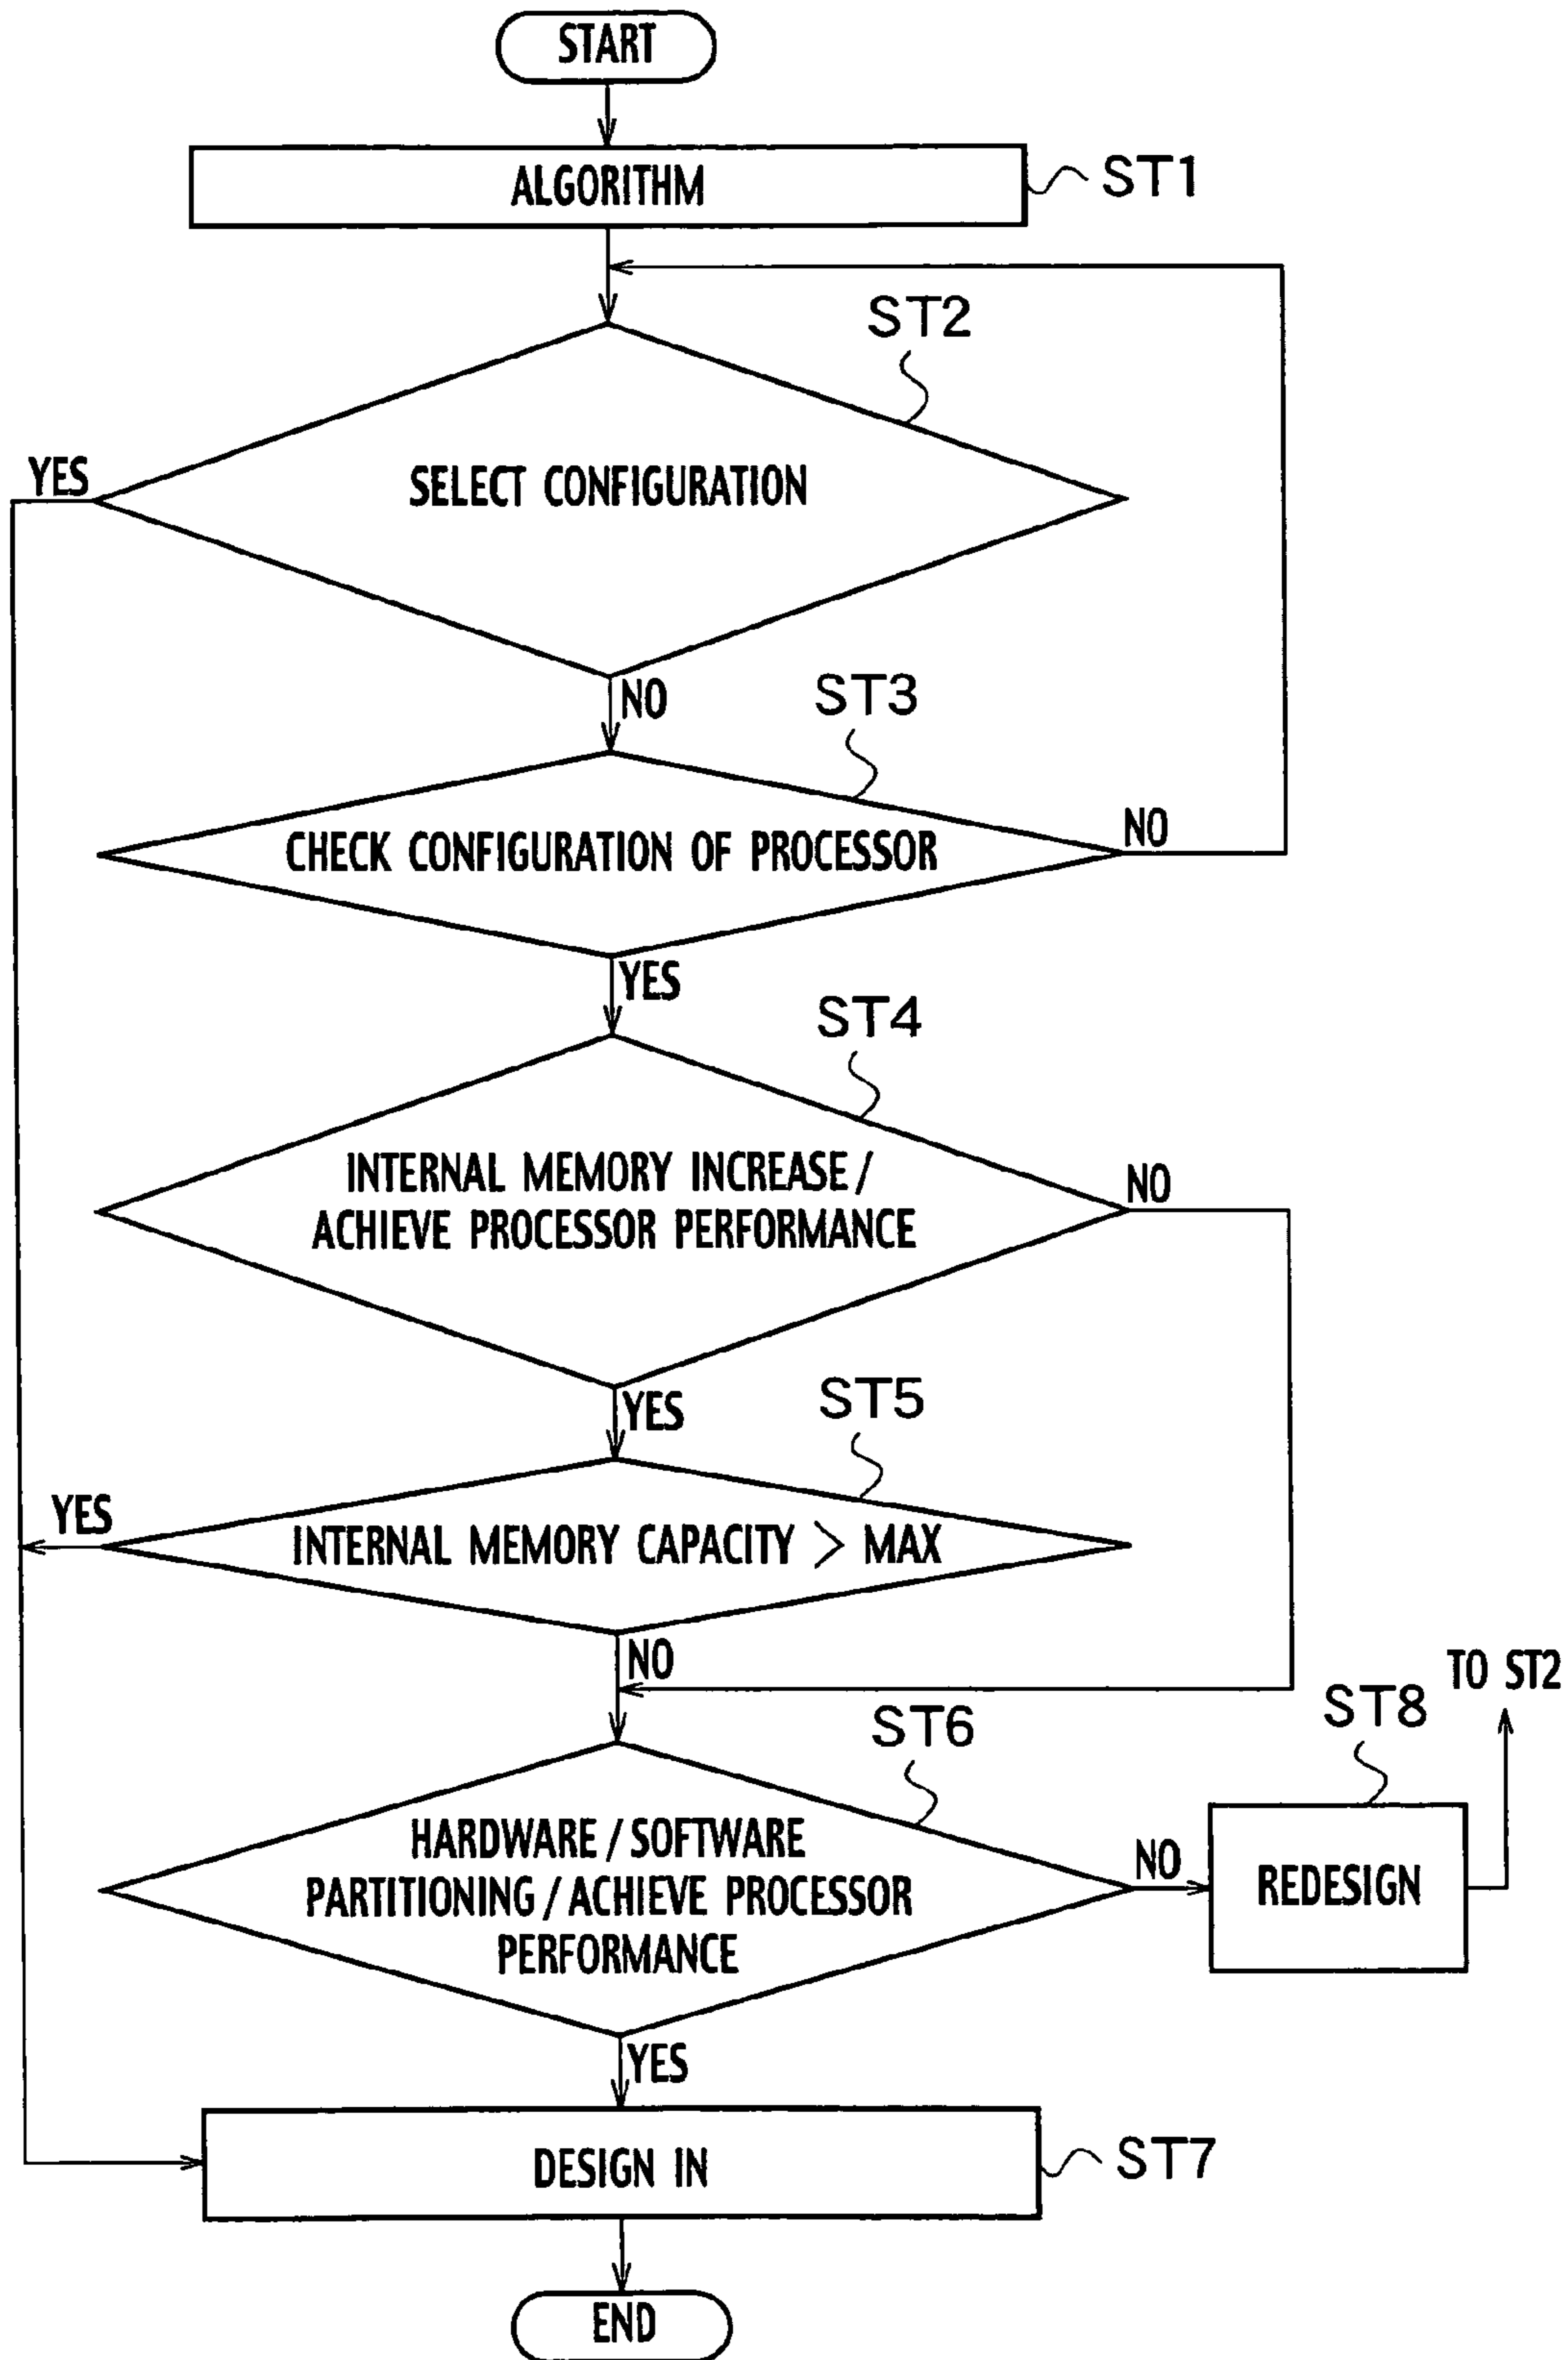 START
ALGORITHM
ST1
ST2
YES
SELECT CONFIGURATION
NO
ST3
CHECK CONFIGURATION OF PROCESSOR
NO
YES
ST4
INTERNAL MEMORY INCREASE /
ACHIEVE PROCESSOR PERFORMANCE
NO
YES
ST5
YES
INTERNAL MEMORY CAPACITY > MAX
NO
TO ST2
ST6
ST8
HARDWARE / SOFTWARE
PARTITIONING / ACHIEVE PROCESSOR
PERFORMANCE
NO
REDESIGN
YES
DESIGN IN
ST7
END